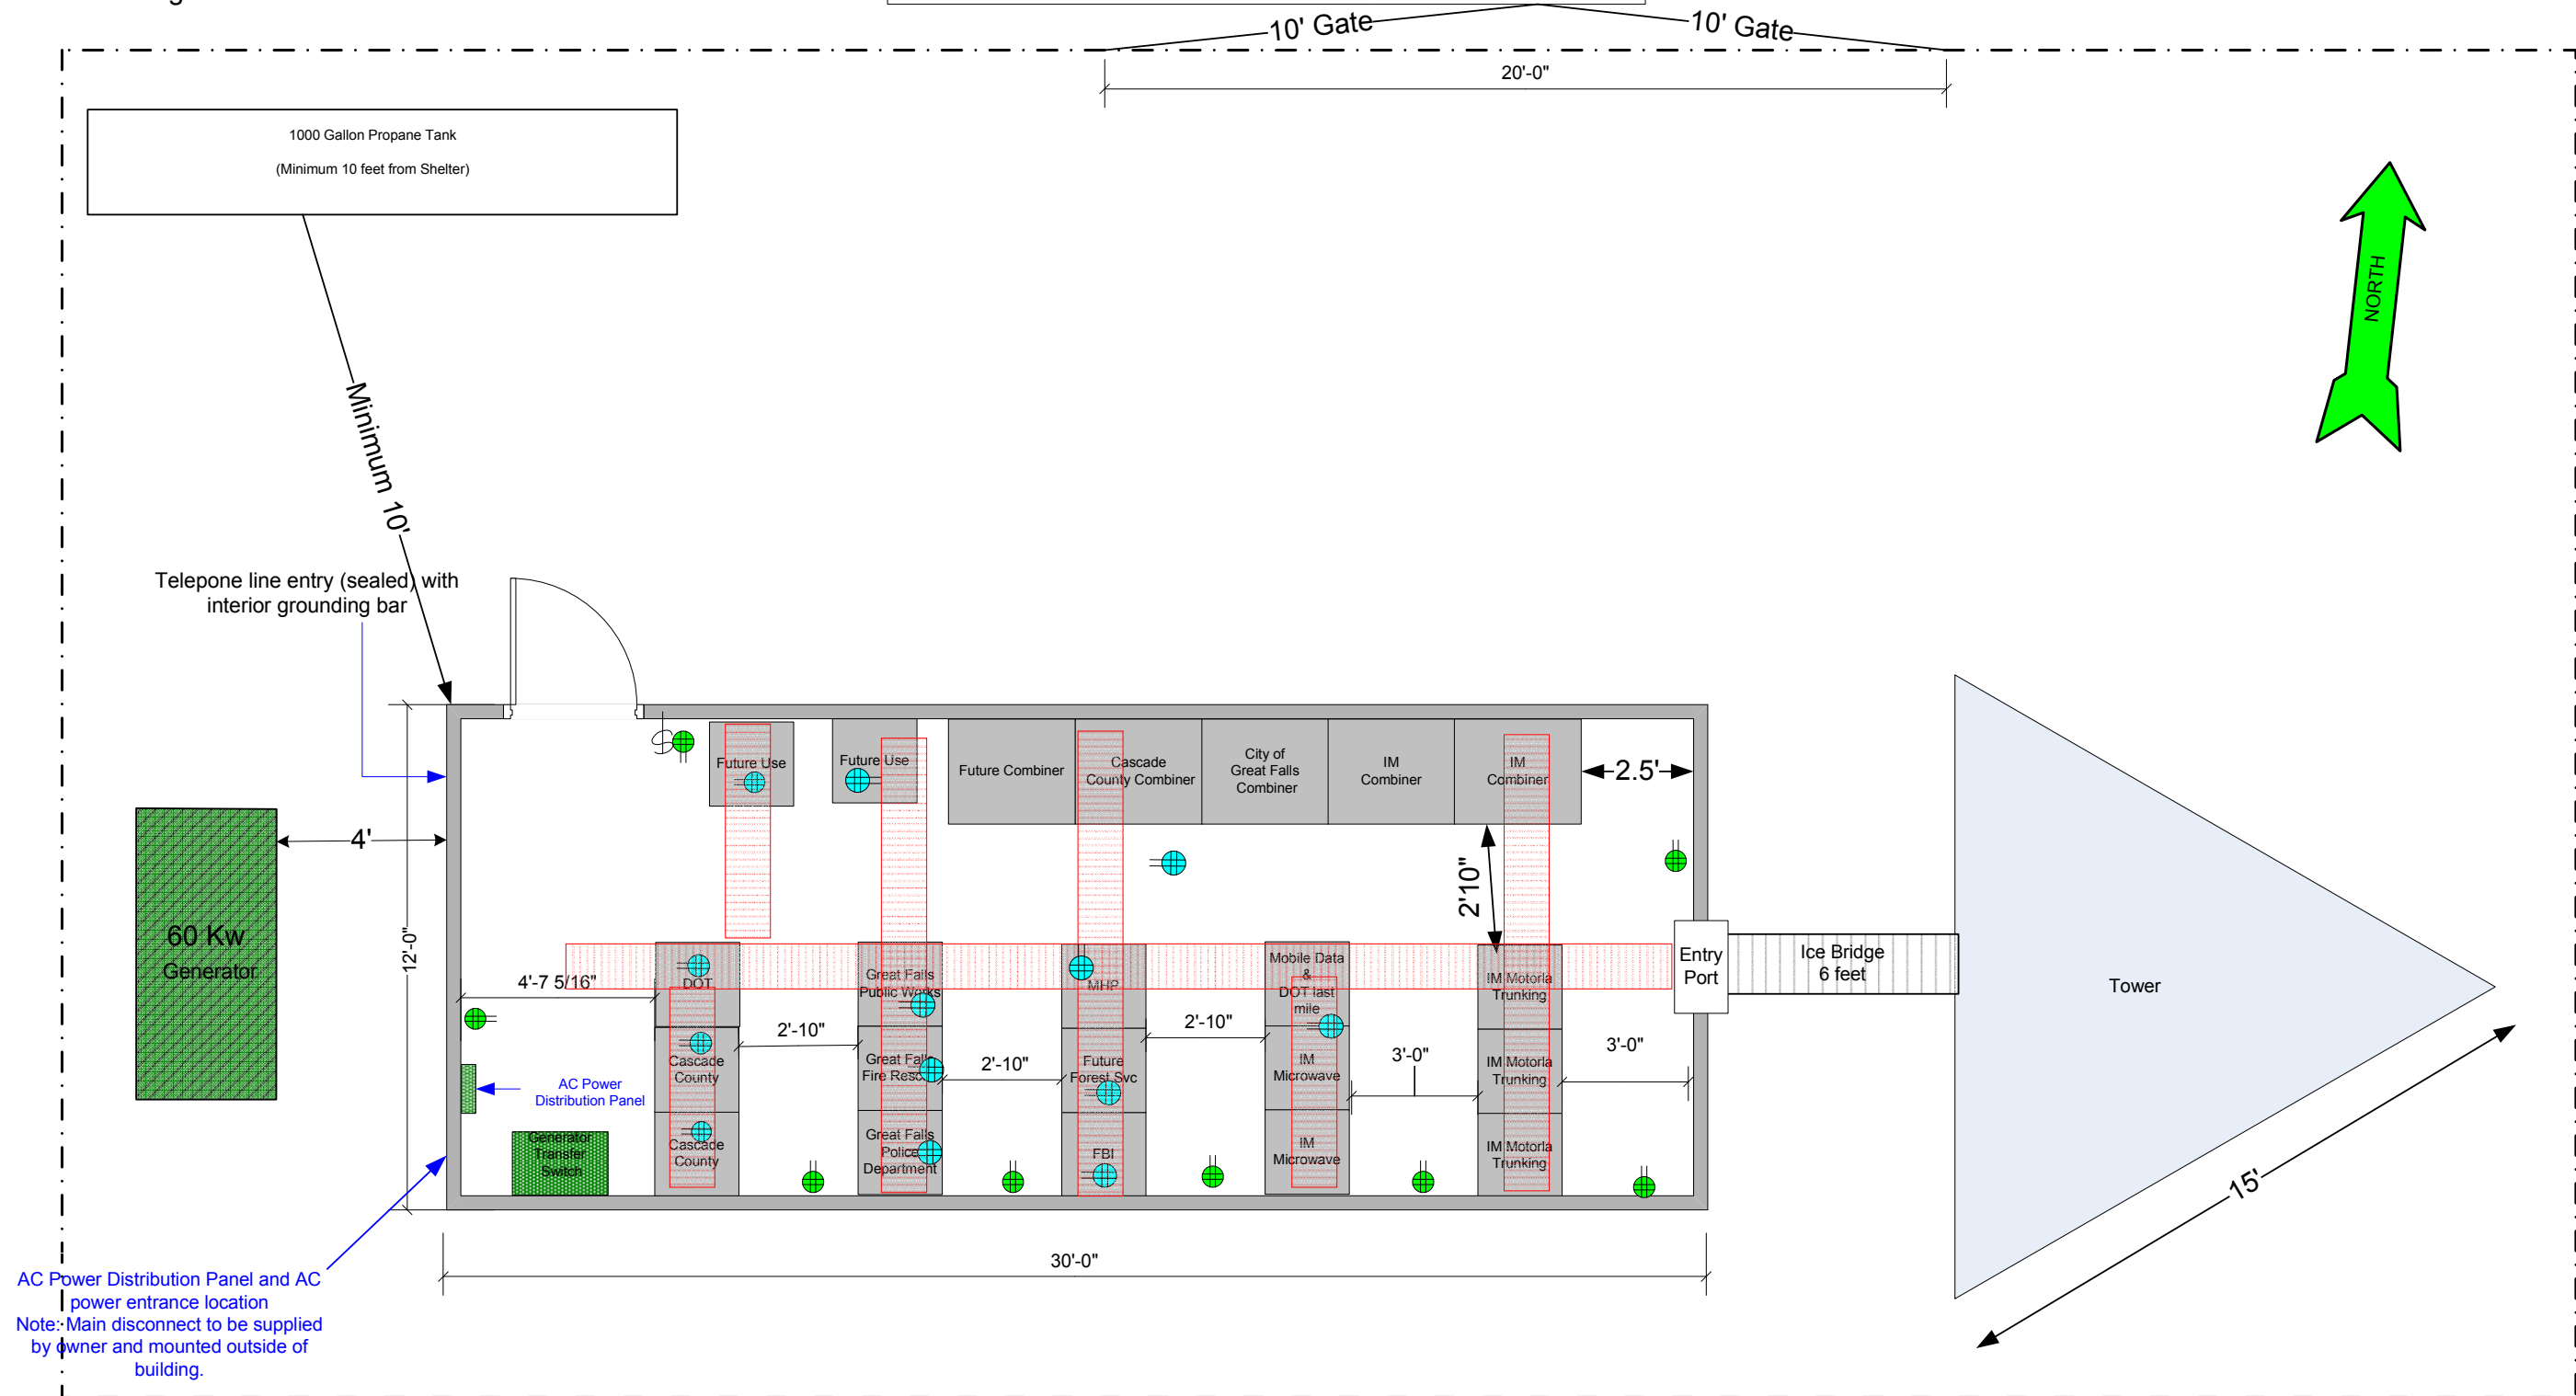 10' Gate
10' Gate
20'-0"
1000 Gallon Propane Tank
(Minimum 10 feet from Shelter)
NORTH
Minimum 10'
Telepone line entry (sealed) with
interior grounding bar
Future Use
Future Use
Future Combiner
Cascade
County Combiner
City of
Great Falls
Combiner
IM
Combiner
IM
Combiner
2.5'
4'
2'10"
60 Kw
Generator
12'-0"
Entry
Port
Ice Bridge
6 feet
Tower
4'-7 5/16"
DOT
Great Falls
Public Works
MHP
Mobile Data
&
DOT last
mile
IM Motorla
Trunking
2'-10"
2'-10"
2'-10"
3'-0"
3'-0"
Cascade
County
Great Falls
Fire Rescue
Future
Forest Svc
IM
Microwave
IM Motorla
Trunking
AC Power
Distribution Panel
Generator
Transfer
Switch
Cascade
County
Great Falls
Police
Department
FBI
IM
Microwave
IM Motorla
Trunking
15'
30'-0"
AC Power Distribution Panel and AC
power entrance location
Note: Main disconnect to be supplied
by owner and mounted outside of
building.